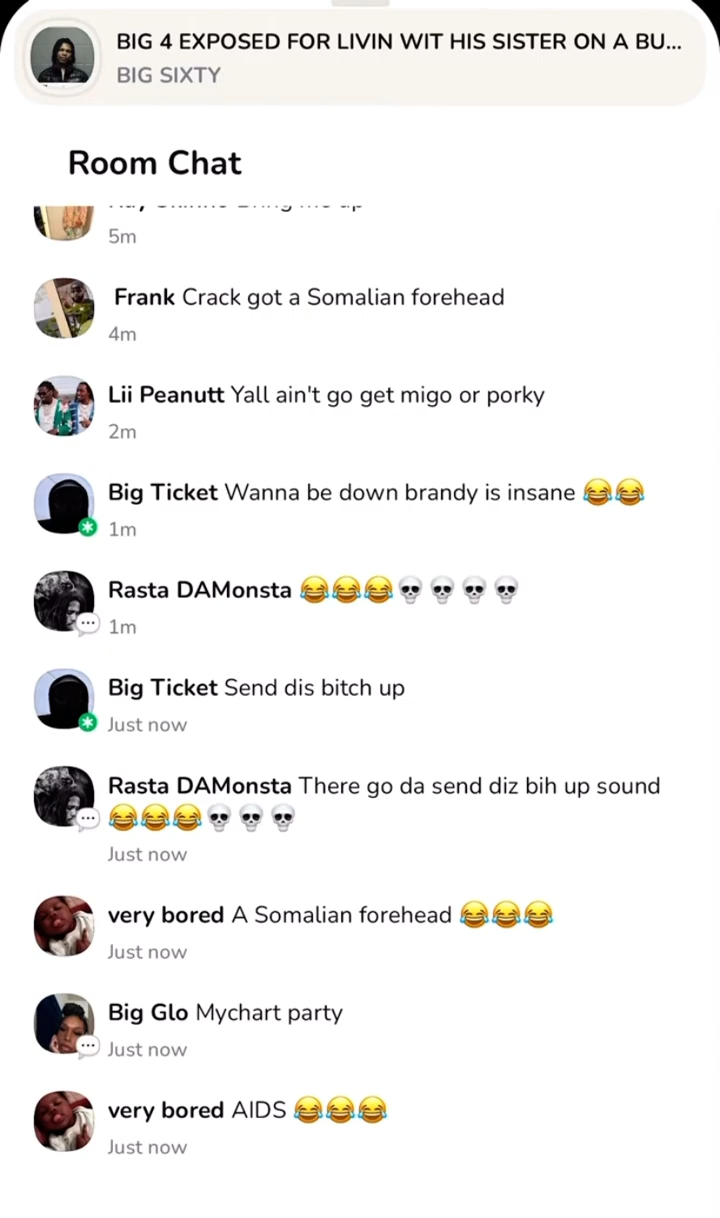 BIG 4 EXPOSED FOR LIVIN WIT HIS SISTER ON A BU...
BIG SIXTY
Room Chat
5m
Frank Crack got a Somalian forehead
4m
Lii Peanutt Yall ain't go get migo or porky
2m
Big Ticket Wanna be down brandy is insane 😂😂
1m
Rasta DAMonsta 😂😂😂💀💀💀💀
1m
Big Ticket Send dis bitch up
Just now
Rasta DAMonsta There go da send diz bih up sound
😂😂😂💀💀💀
Just now
very bored A Somalian forehead 😂😂😂
Just now
Big Glo Mychart party
Just now
very bored AIDS 😂😂😂
Just now